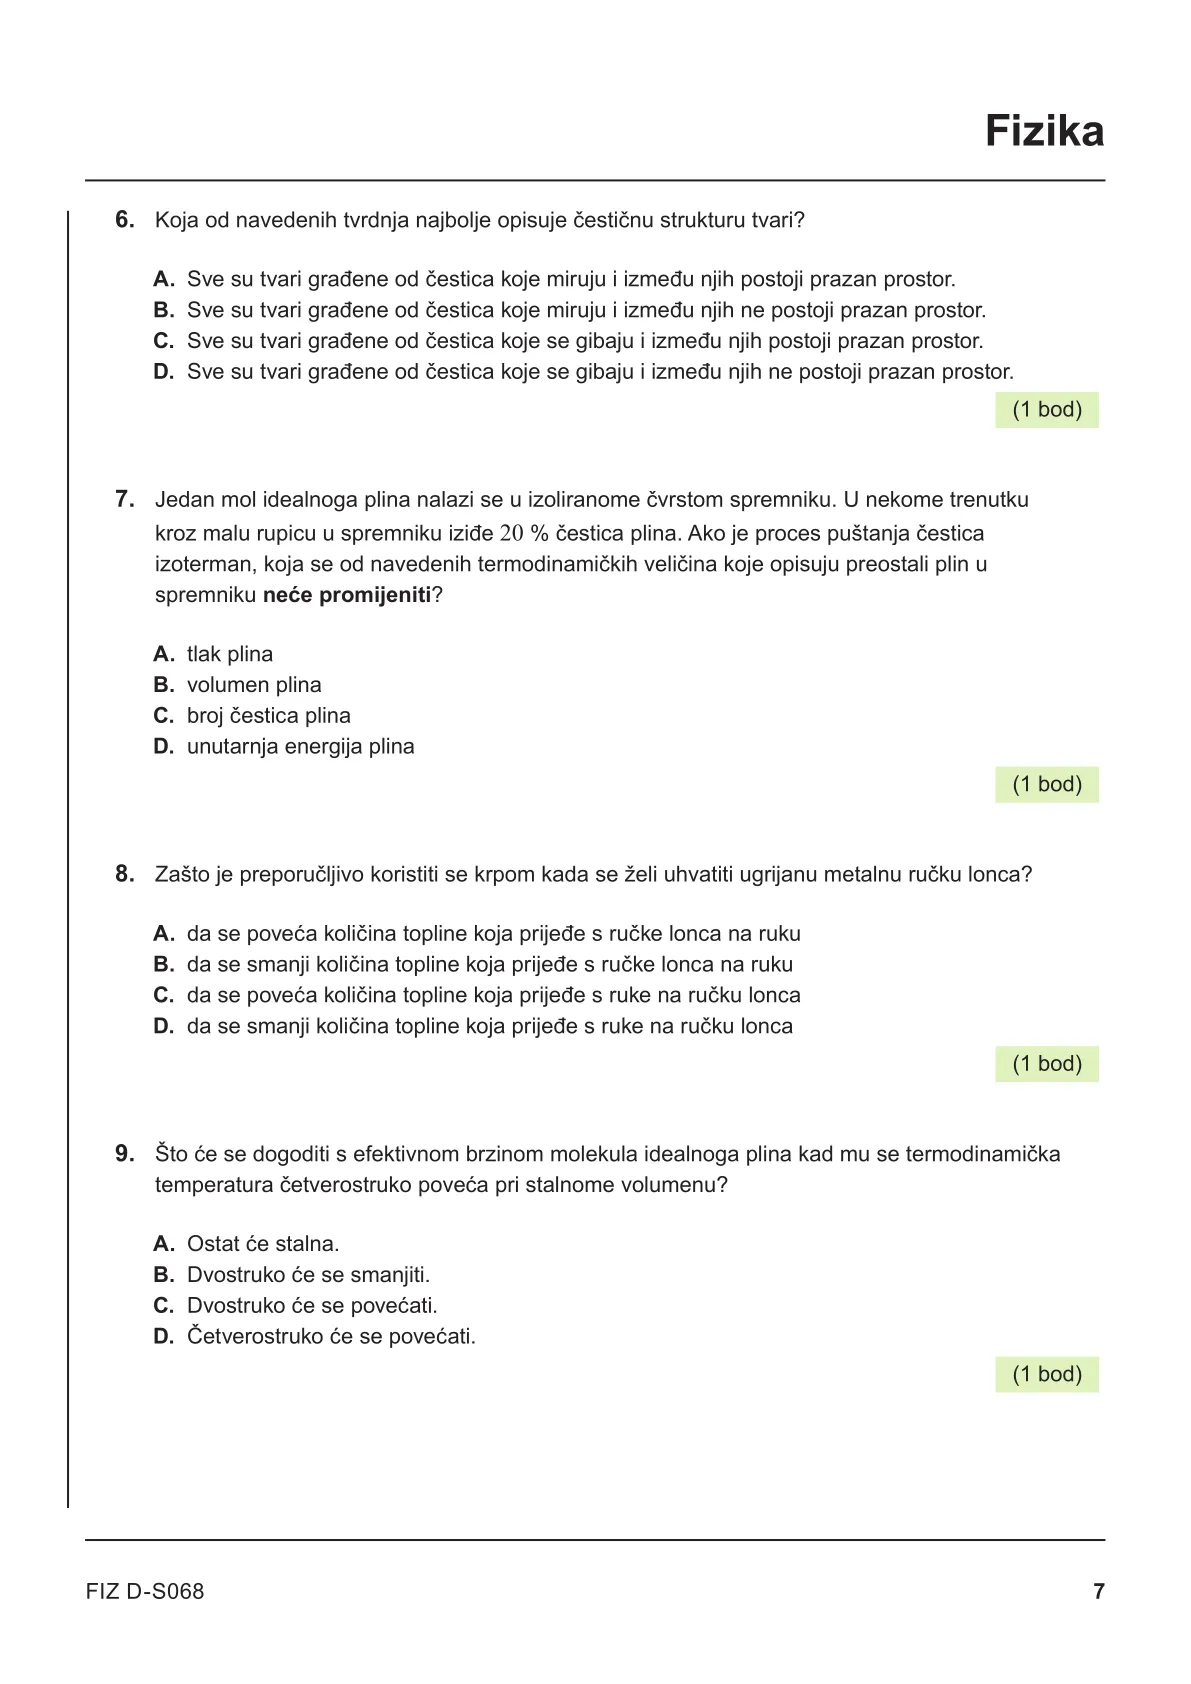 Fizika
6. Koja od navedenih tvrdnja najbolje opisuje čestičnu strukturu tvari?
A. Sve su tvari građene od čestica koje miruju i između njih postoji prazan prostor.
B. Sve su tvari građene od čestica koje miruju i između njih ne postoji prazan prostor.
C. Sve su tvari građene od čestica koje se gibaju i između njih postoji prazan prostor.
D. Sve su tvari građene od čestica koje se gibaju i između njih ne postoji prazan prostor.
(1 bod)
7. Jedan mol idealnoga plina nalazi se u izoliranome čvrstom spremniku. U nekome trenutku
kroz malu rupicu u spremniku iziđe 20 % čestica plina. Ako je proces puštanja čestica
izoterman, koja se od navedenih termodinamičkih veličina koje opisuju preostali plin u
spremniku neće promijeniti?
A. tlak plina
B. volumen plina
C. broj čestica plina
D. unutarnja energija plina
(1 bod)
8. Zašto je preporučljivo koristiti se krpom kada se želi uhvatiti ugrijanu metalnu ručku lonca?
A. da se poveća količina topline koja prijeđe s ručke lonca na ruku
B. da se smanji količina topline koja prijeđe s ručke lonca na ruku
C. da se poveća količina topline koja prijeđe s ruke na ručku lonca
D. da se smanji količina topline koja prijeđe s ruke na ručku lonca
(1 bod)
9. Što će se dogoditi s efektivnom brzinom molekula idealnoga plina kad mu se termodinamička
temperatura četverostruko poveća pri stalnome volumenu?
A. Ostat će stalna.
B. Dvostruko će se smanjiti.
C. Dvostruko će se povećati.
D. Četverostruko će se povećati.
(1 bod)
FIZ D-S068
7